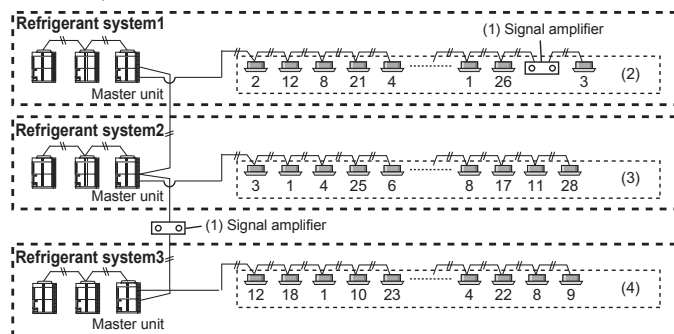 Refrigerant system1
(1) Signal amplifier
2 12 8 21 4 1 26 3 (2)
Master unit
Refrigerant system2
3 1 4 25 6 8 17 11 28 (3)
Master unit
(1) Signal amplifier
Refrigerant system3
12 18 1 10 23 4 22 8 9 (4)
Master unit